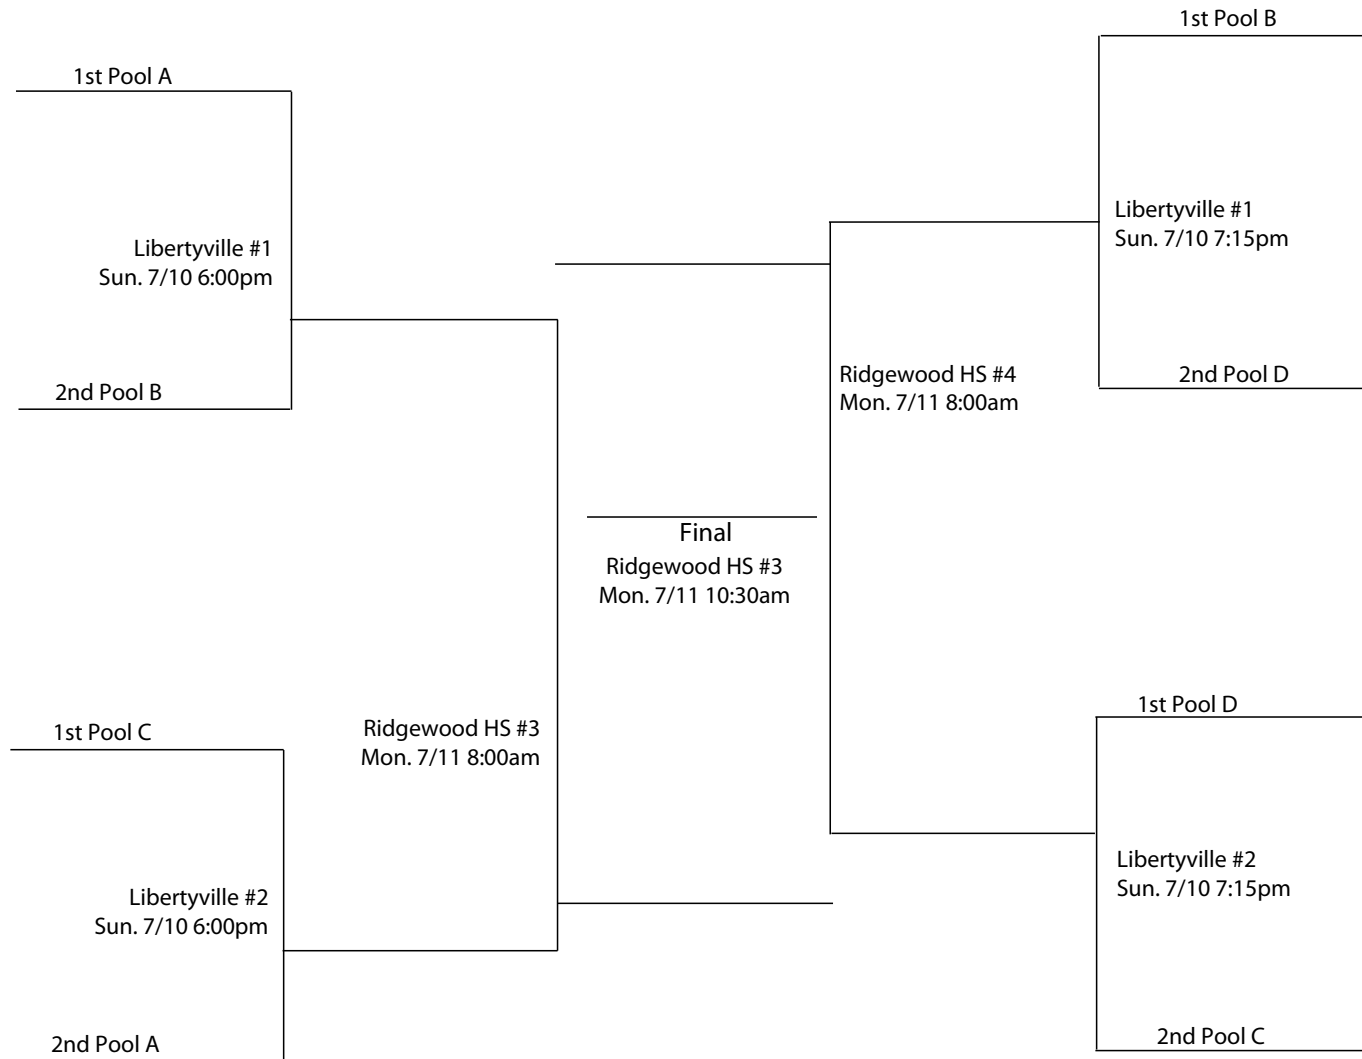 1st Pool B
1st Pool A
Libertyville #1
Sun. 7/10 7:15pm
Libertyville #1
Sun. 7/10 6:00pm
Ridgewood HS #4
Mon. 7/11 8:00am
2nd Pool D
2nd Pool B
Final
Ridgewood HS #3
Mon. 7/11 10:30am
1st Pool D
1st Pool C
Ridgewood HS #3
Mon. 7/11 8:00am
Libertyville #2
Sun. 7/10 7:15pm
Libertyville #2
Sun. 7/10 6:00pm
2nd Pool C
2nd Pool A